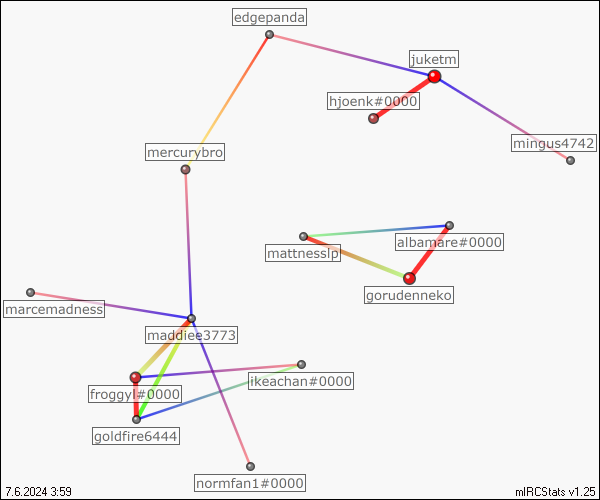 edgepanda
juketm
hjoenk#0000
mingus4742
mercurybro
albamare#0000
mattnesslp
gorudenneko
marcemadness
maddiee3773
ikeachan#0000
froggyl#0000
goldfire6444
normfan1#0000
7.6.2024 3:59
mIRCStats v1.25